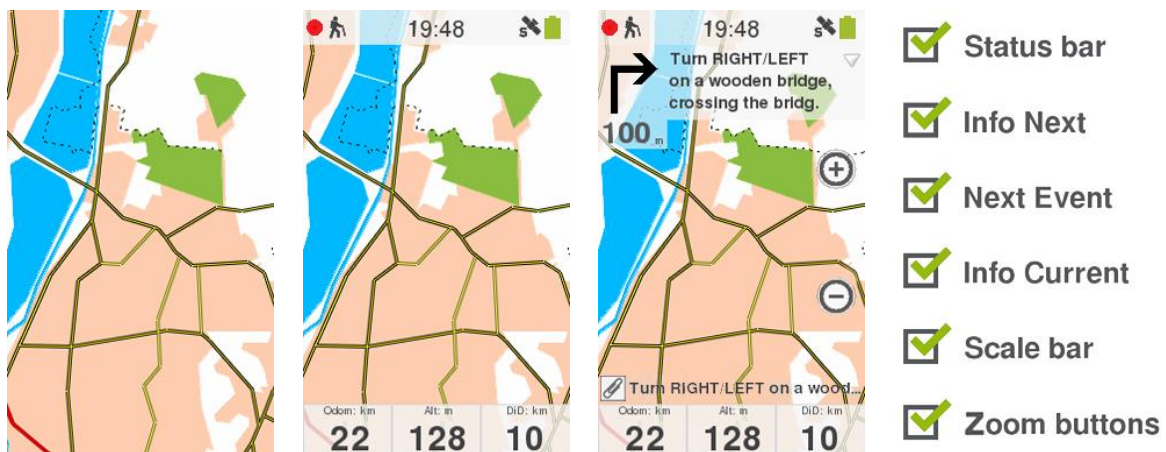 19:48
S
Odom: km
Alt: m
DiD: km
22
128
10
19:48
S
Turn RIGHT/LEFT
on a wooden bridge,
crossing the bridg.
100 m
Turn RIGHT/LEFT on a wood...
Odom: km
Alt: m
DiD: km
22
128
10
Status bar
Info Next
Next Event
Info Current
Scale bar
Zoom buttons